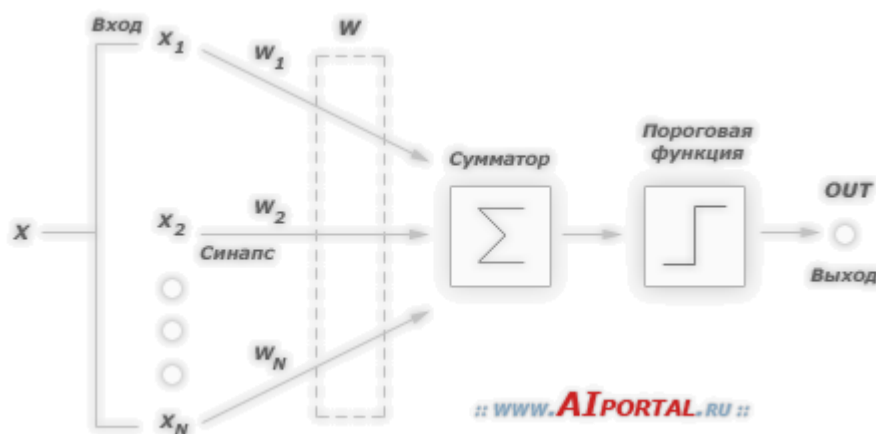 Вход
X1
W1
W
Сумматор
Пороговая
функция
OUT
X
X2
W2
Синапс
Выход
WN
XN
:: WWW.AIPORTAL.RU ::